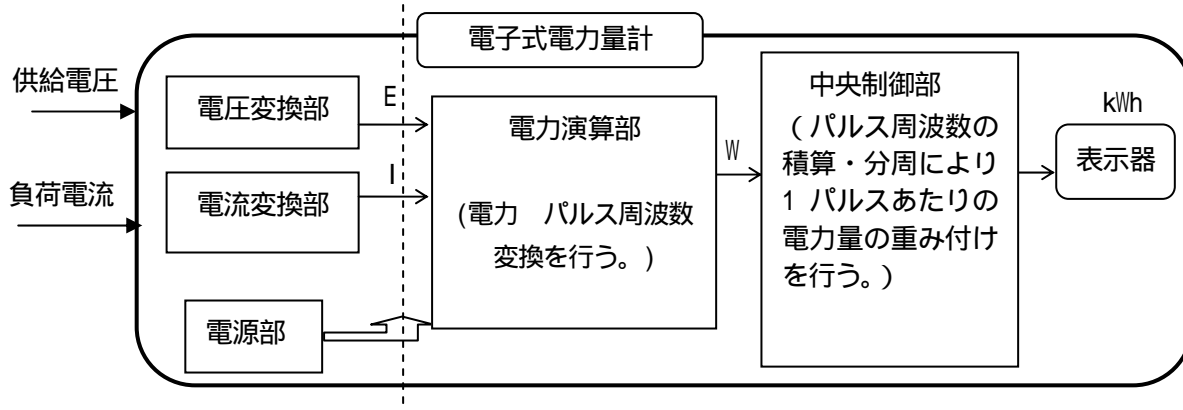 電子式電力量計
供給電圧
負荷電流
電圧変換部
E
電流変換部
I
電源部
電力演算部
(電力　パルス周波数
変換を行う。)
W
中央制御部
(パルス周波数の
積算・分周により
1 パルスあたりの
電力量の重み付け
を行う。)
kWh
表示器